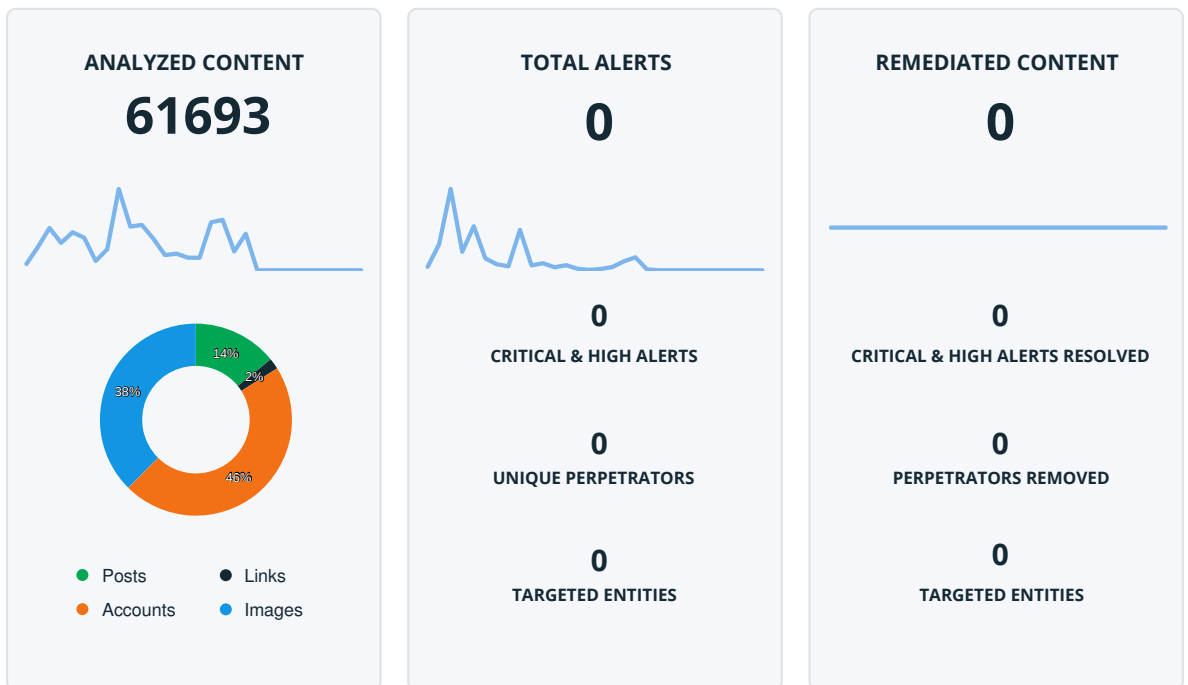 ANALYZED CONTENT
61693
14%
2%
38%
46%
Posts
Links
Accounts
Images
TOTAL ALERTS
0
0
CRITICAL & HIGH ALERTS
0
UNIQUE PERPETRATORS
0
TARGETED ENTITIES
REMEDIATED CONTENT
0
0
CRITICAL & HIGH ALERTS RESOLVED
0
PERPETRATORS REMOVED
0
TARGETED ENTITIES